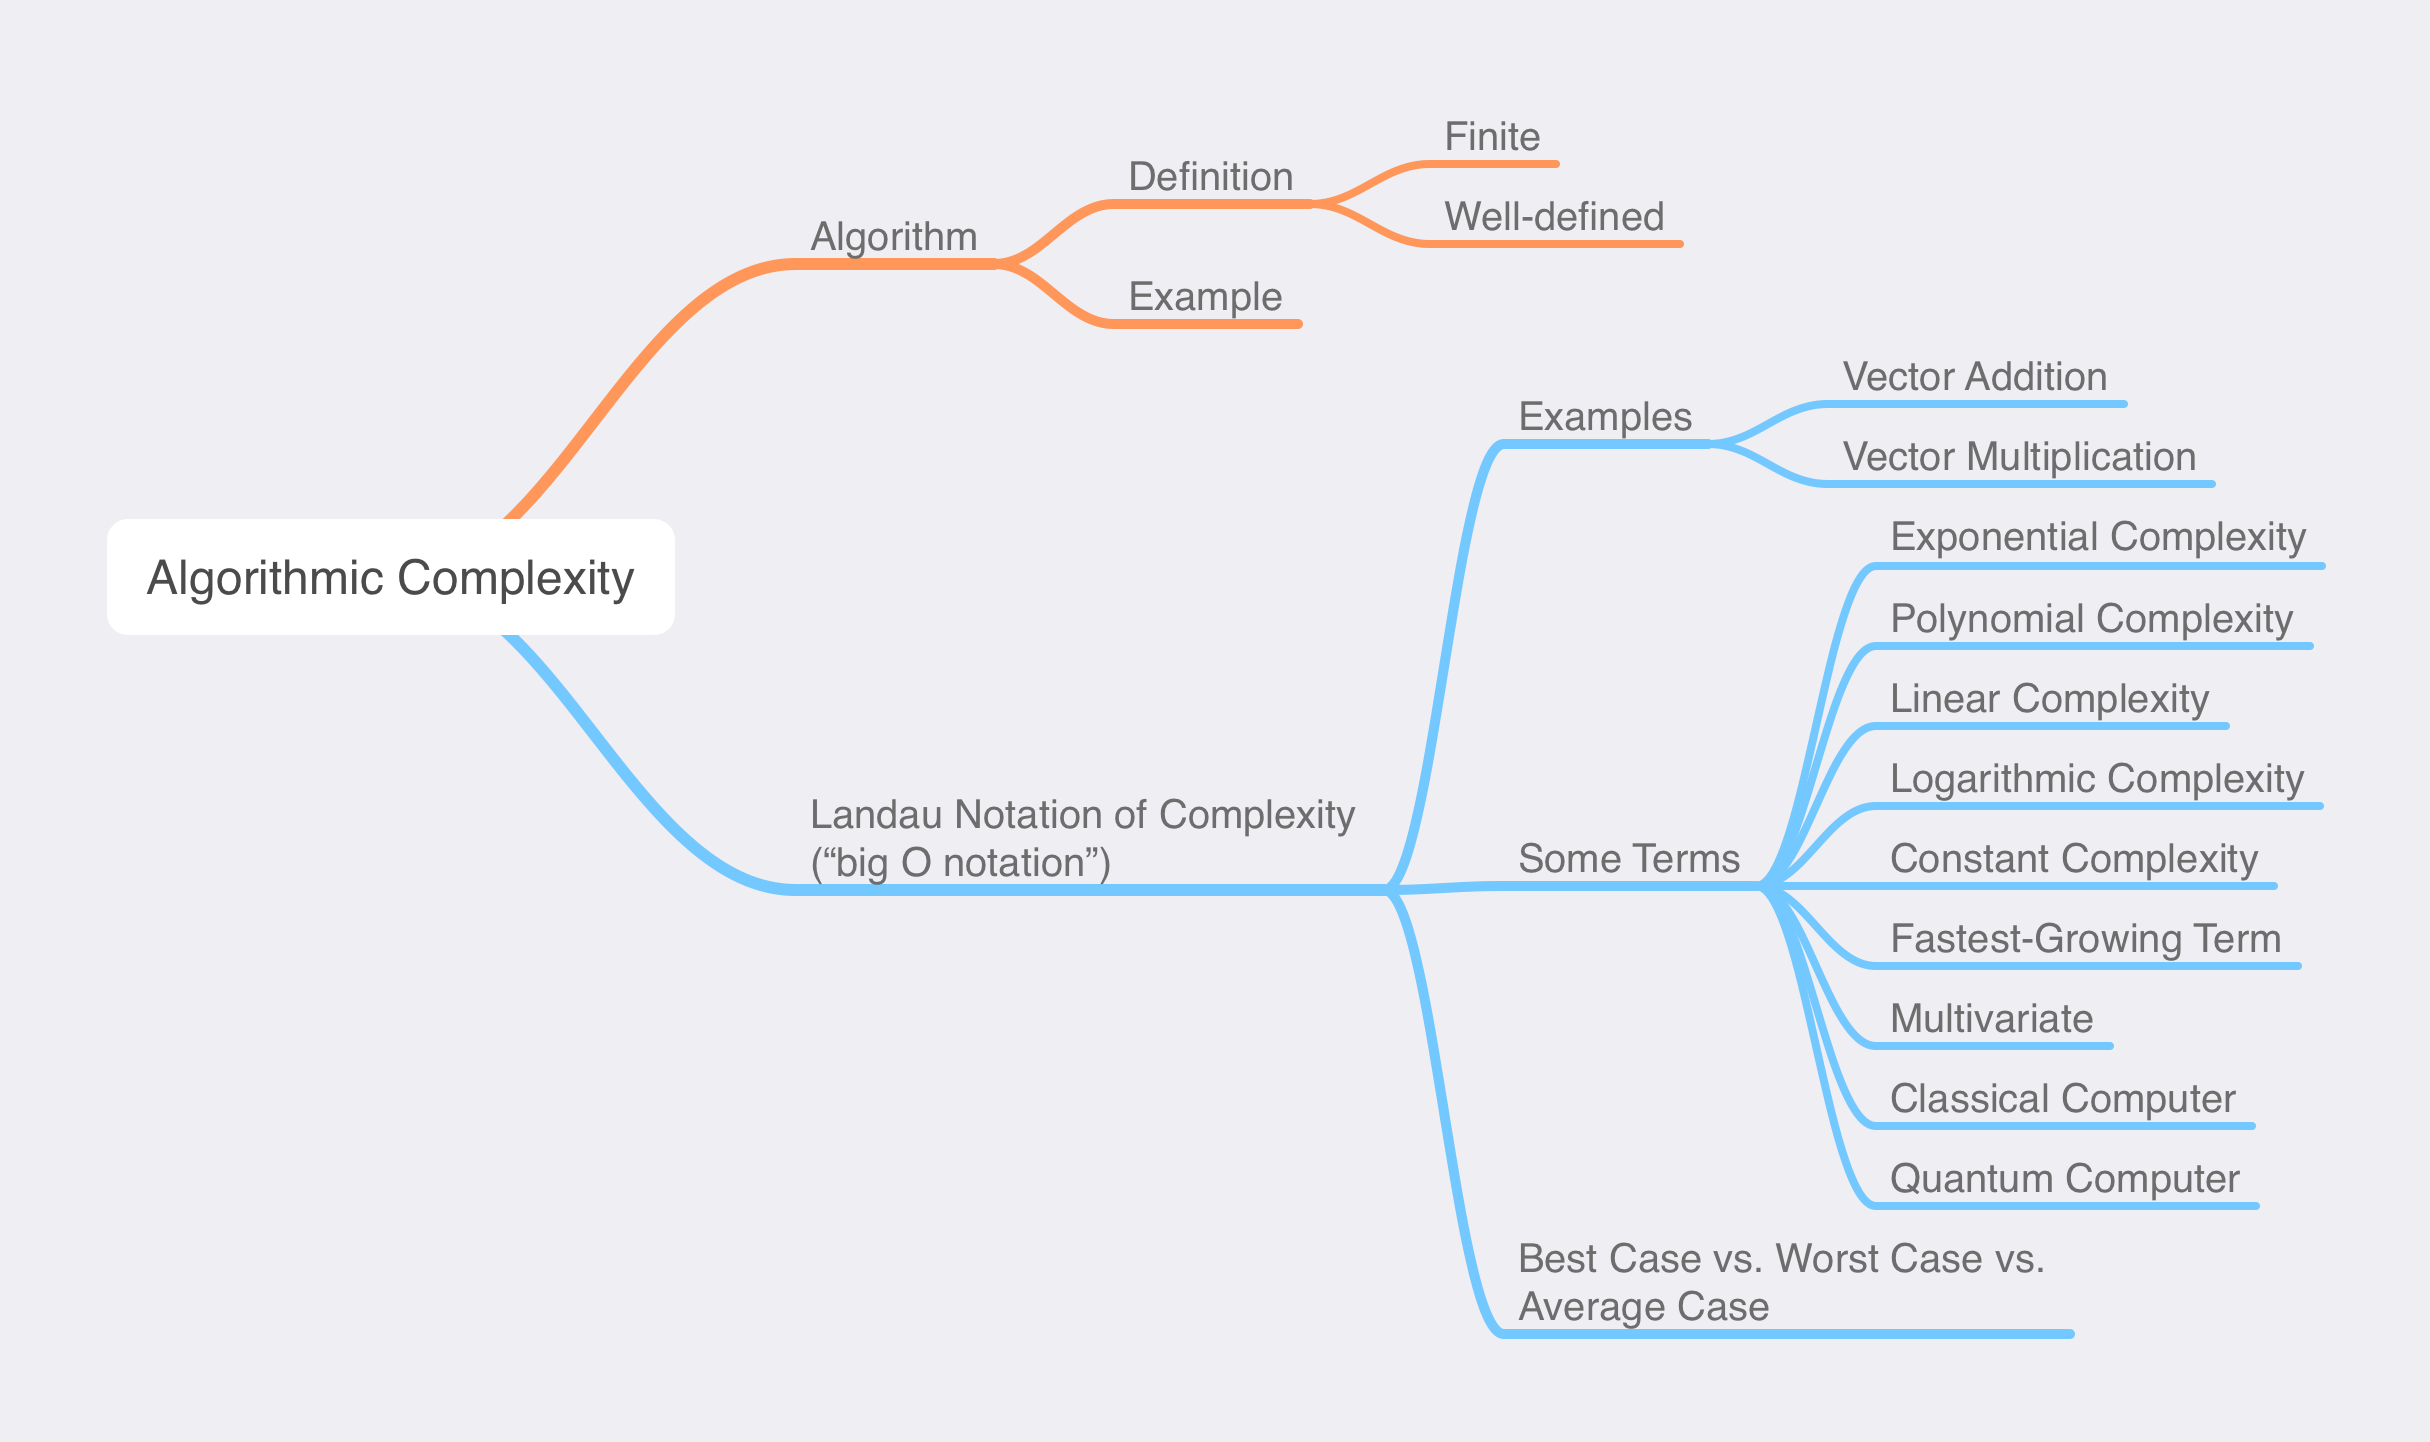 Algorithmic Complexity
Algorithm
Definition
Finite
Well-defined
Example
Landau Notation of Complexity
(“big O notation”)
Examples
Vector Addition
Vector Multiplication
Some Terms
Exponential Complexity
Polynomial Complexity
Linear Complexity
Logarithmic Complexity
Constant Complexity
Fastest-Growing Term
Multivariate
Classical Computer
Quantum Computer
Best Case vs. Worst Case vs.
Average Case